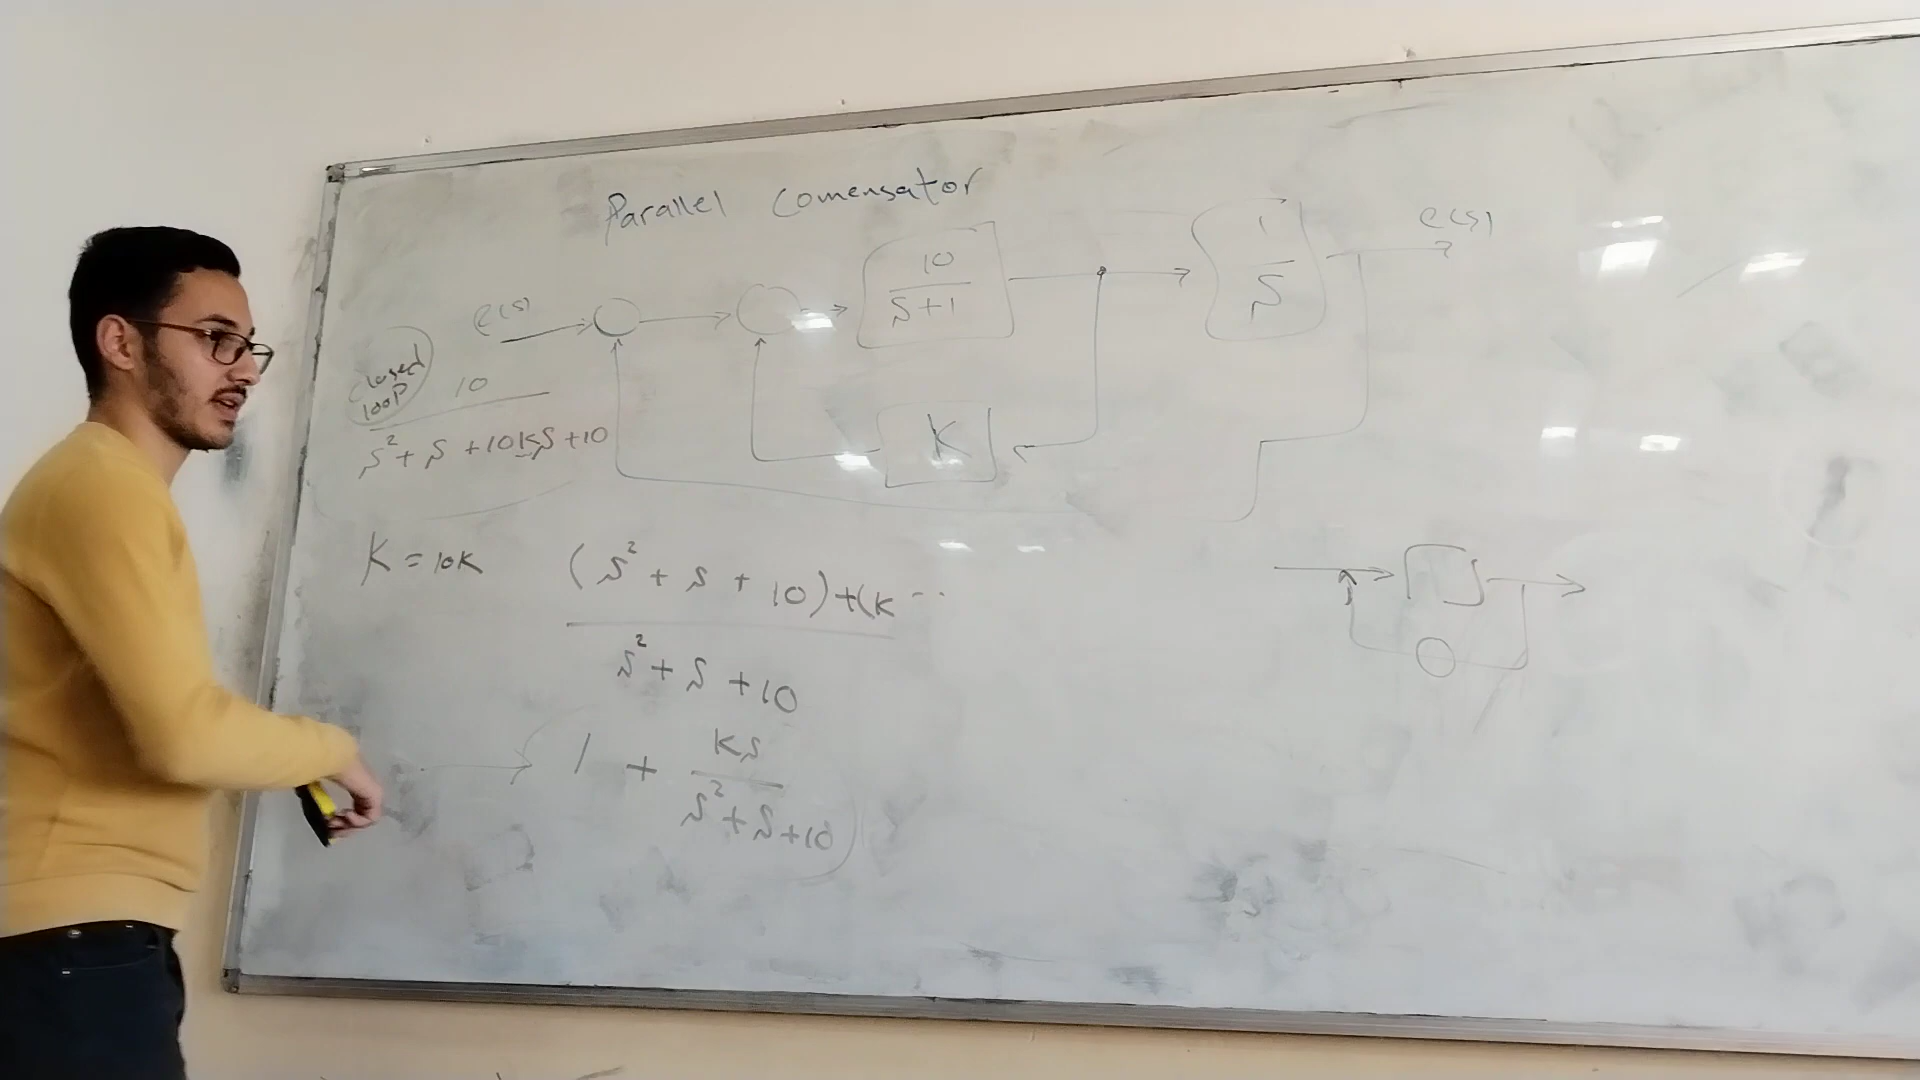 Parallel Comensator
10
S+1
1
S
C(S)
e(s)
K
closed
loop
10
S² + S + 10KS + 10
K = 10K
(S² + S + 10) + (K ..
S² + S + 10
1 + KS
S² + S + 10